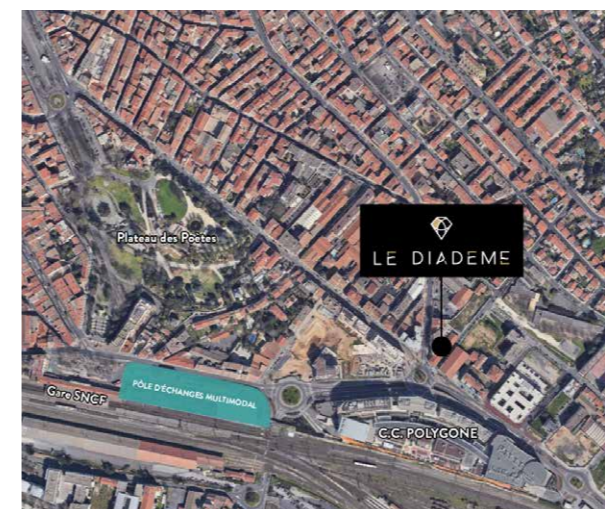 Plateau des Poètes
LE DIADEME
PÔLE D'ÉCHANGES MULTIMODAL
Gare SNCF
C.C. POLYGONE